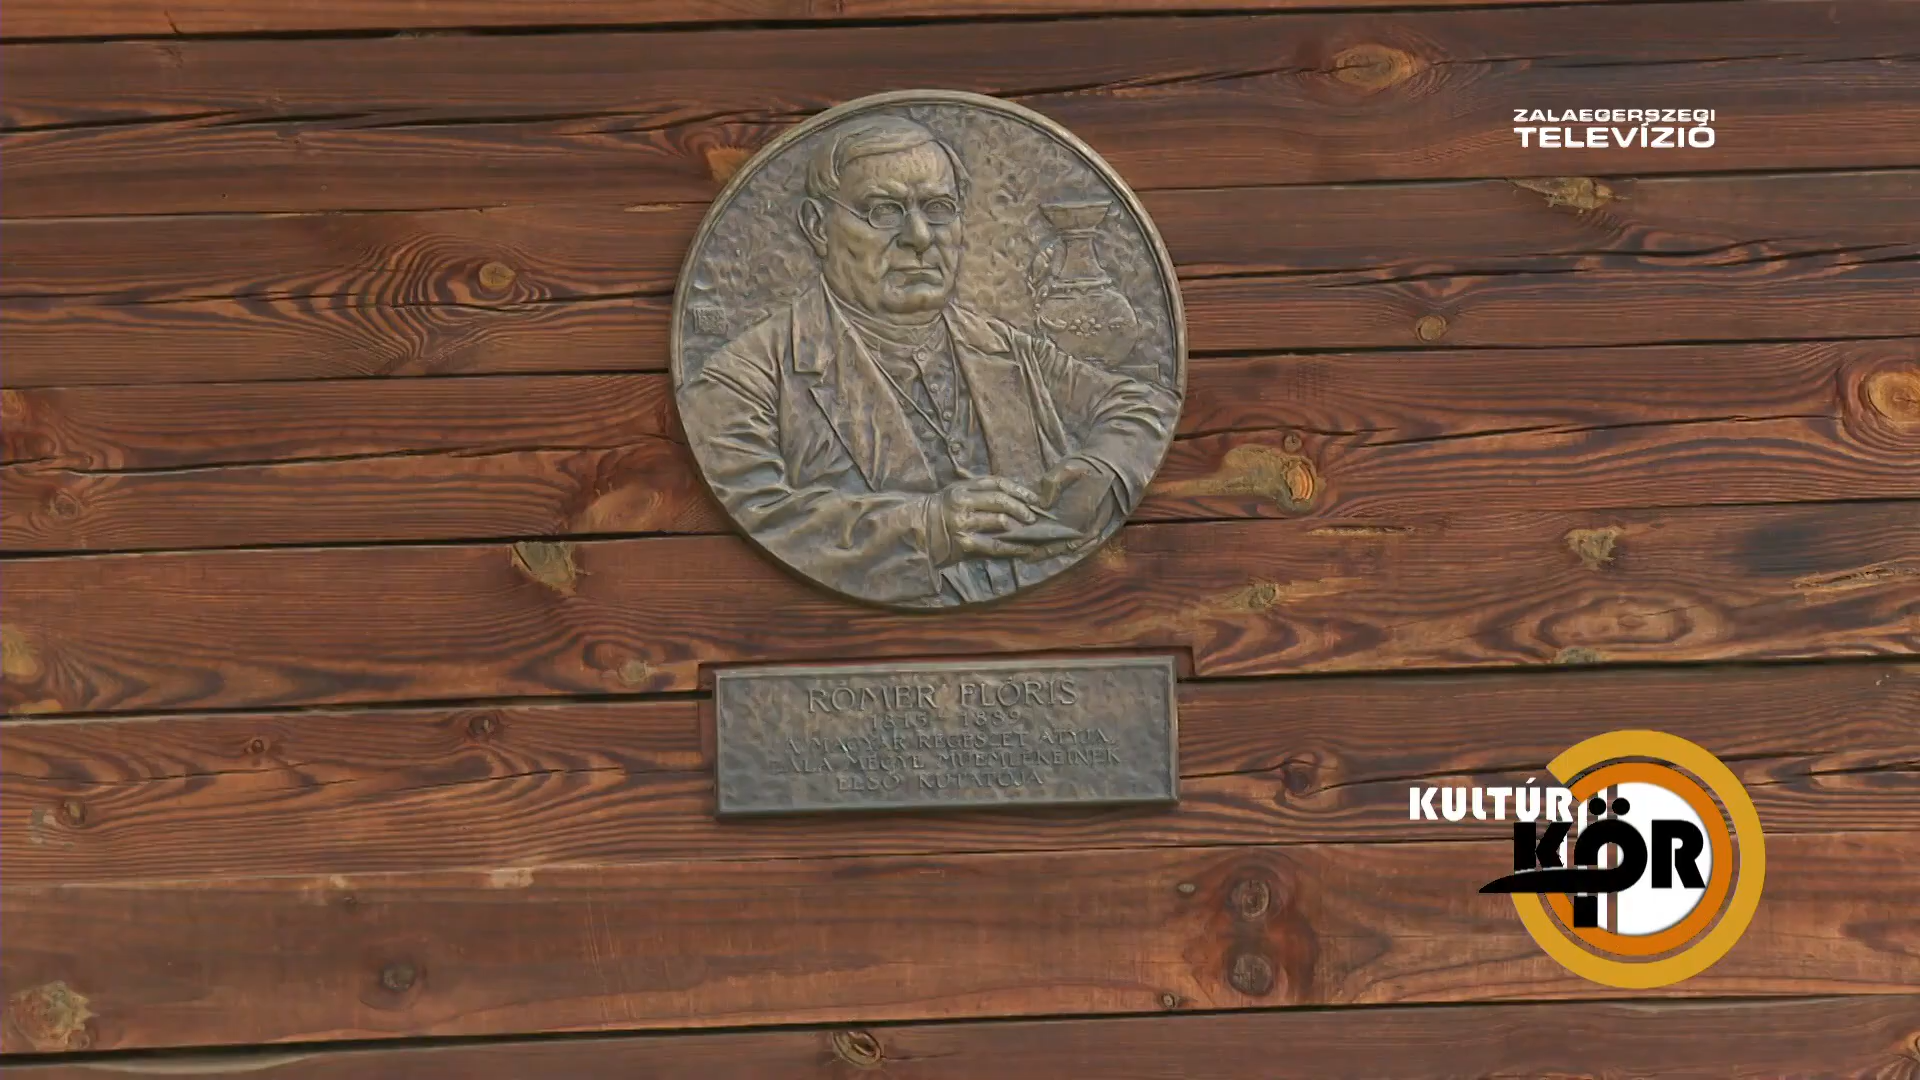 ZALAEGERSZEGI
TELEVÍZIÓ
RÓMER FLÓRIS
1815-1889
A MAGYAR RÉGÉSZET ATYJA,
ZALA MEGYE MŰEMLÉKEINEK
ELSŐ KUTATÓJA
KULTÚR
KÖR